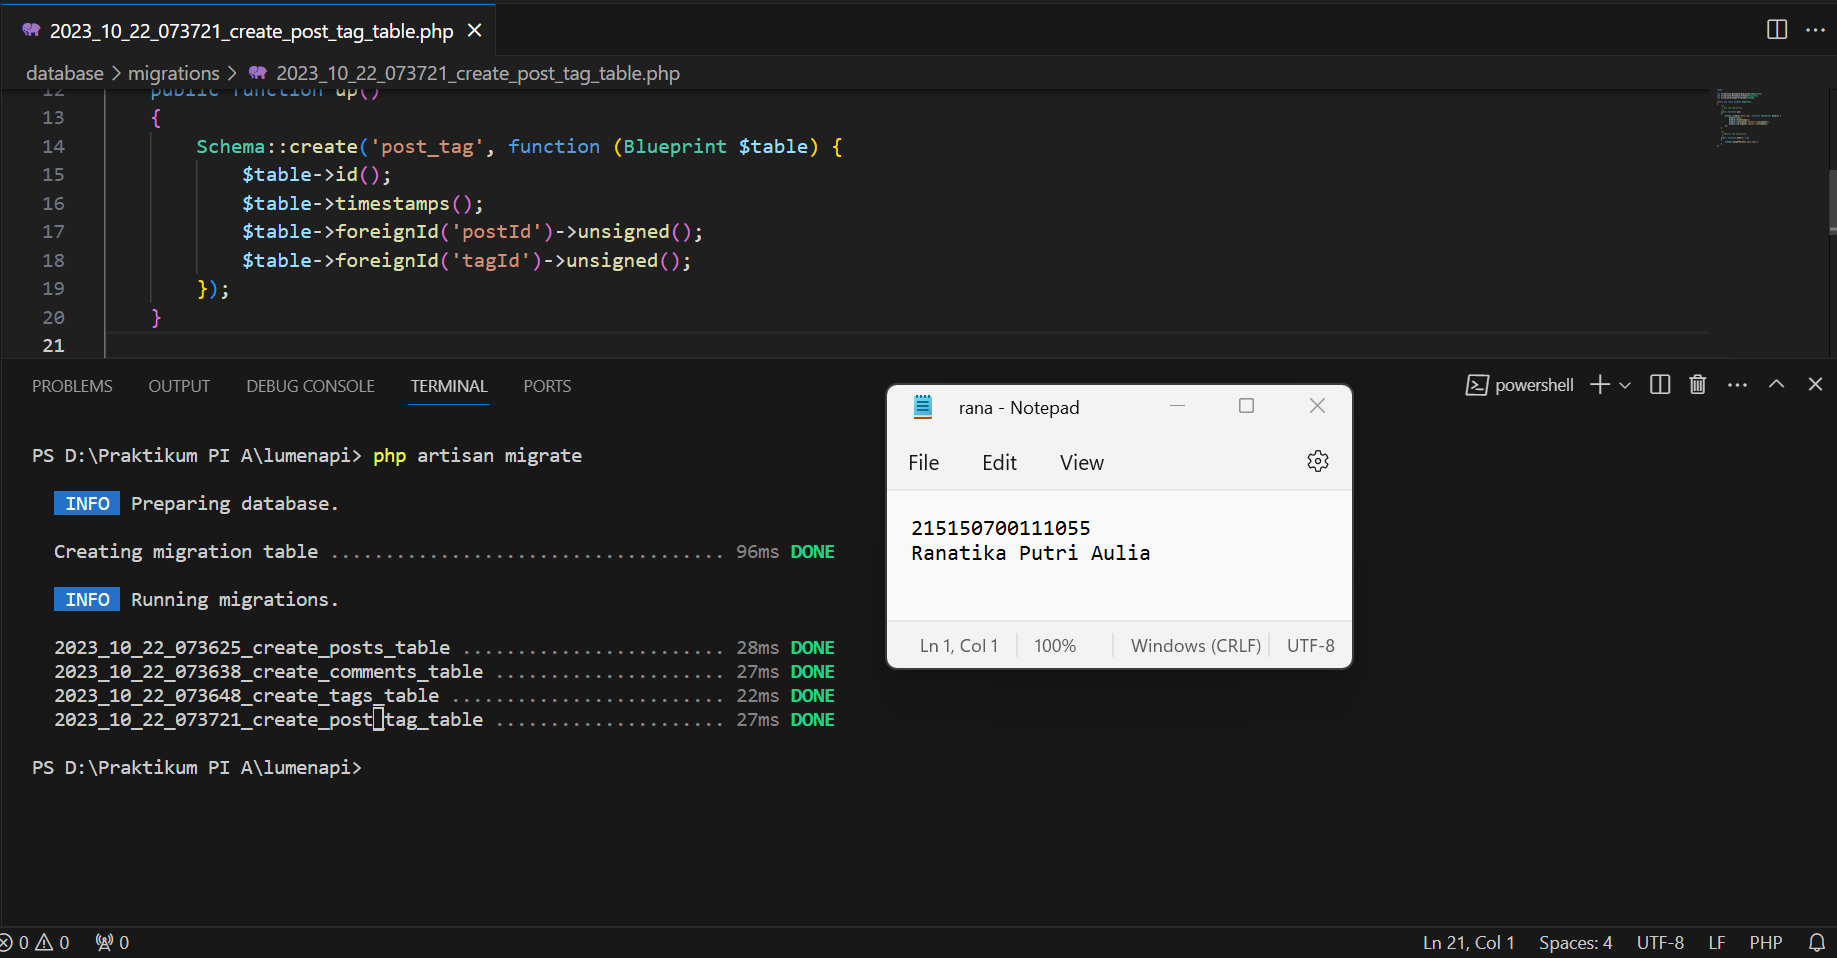 2023_10_22_073721_create_post_tag_table.php
database > migrations > 2023_10_22_073721_create_post_tag_table.php
12 public function up()
13 {
14 Schema::create('post_tag', function (Blueprint $table) {
15 $table->id();
16 $table->timestamps();
17 $table->foreignId('postId')->unsigned();
18 $table->foreignId('tagId')->unsigned();
19 });
20 }
21
PROBLEMS OUTPUT DEBUG CONSOLE TERMINAL PORTS powershell
PS D:\Praktikum PI A\lumenapi> php artisan migrate
INFO Preparing database.
Creating migration table .................................... 96ms DONE
INFO Running migrations.
2023_10_22_073625_create_posts_table ........................ 28ms DONE
2023_10_22_073638_create_comments_table ..................... 27ms DONE
2023_10_22_073648_create_tags_table ......................... 22ms DONE
2023_10_22_073721_create_post_tag_table ..................... 27ms DONE
PS D:\Praktikum PI A\lumenapi>
rana - Notepad
File Edit View
215150700111055
Ranatika Putri Aulia
Ln 1, Col 1 100% Windows (CRLF) UTF-8
0 0 0 Ln 21, Col 1 Spaces: 4 UTF-8 LF PHP